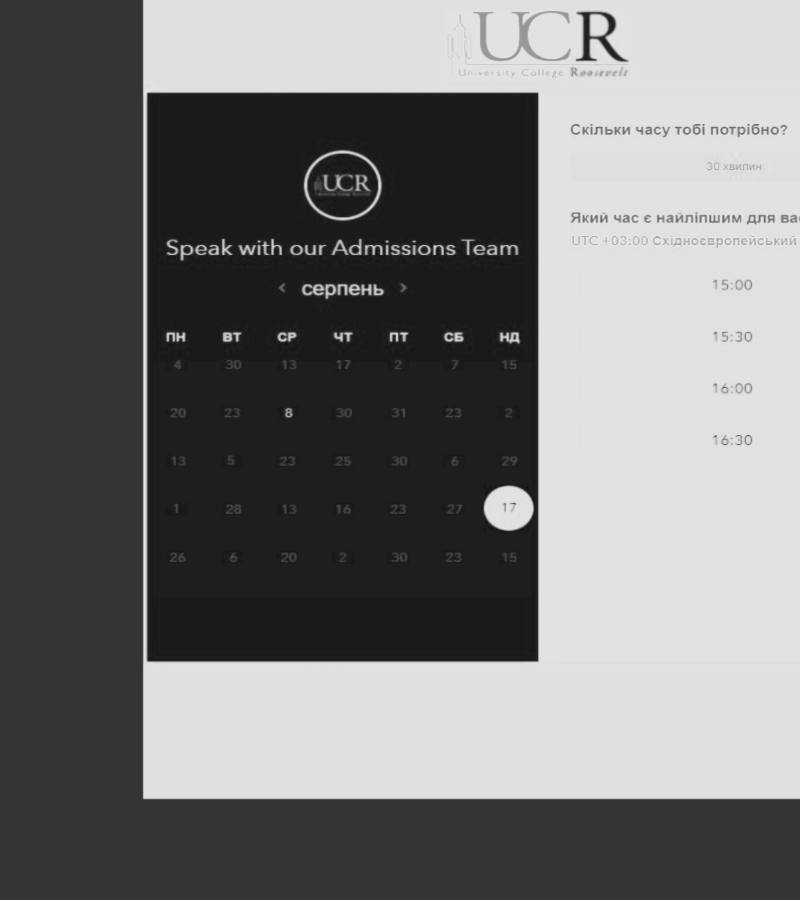 UCR
University College Roosevelt
UCR
Speak with our Admissions Team
< серпень >
ПН ВТ СР ЧТ ПТ СБ НД
4 30 13 17 2 7 15
20 23 8 30 31 23 2
13 5 23 25 30 6 29
1 28 13 16 23 27 17
26 6 20 2 30 23 15
Скільки часу тобі потрібно?
30 хвилин
Який час є найліпшим для
UTC +03:00 Східноєвропейський
15:00
15:30
16:00
16:30